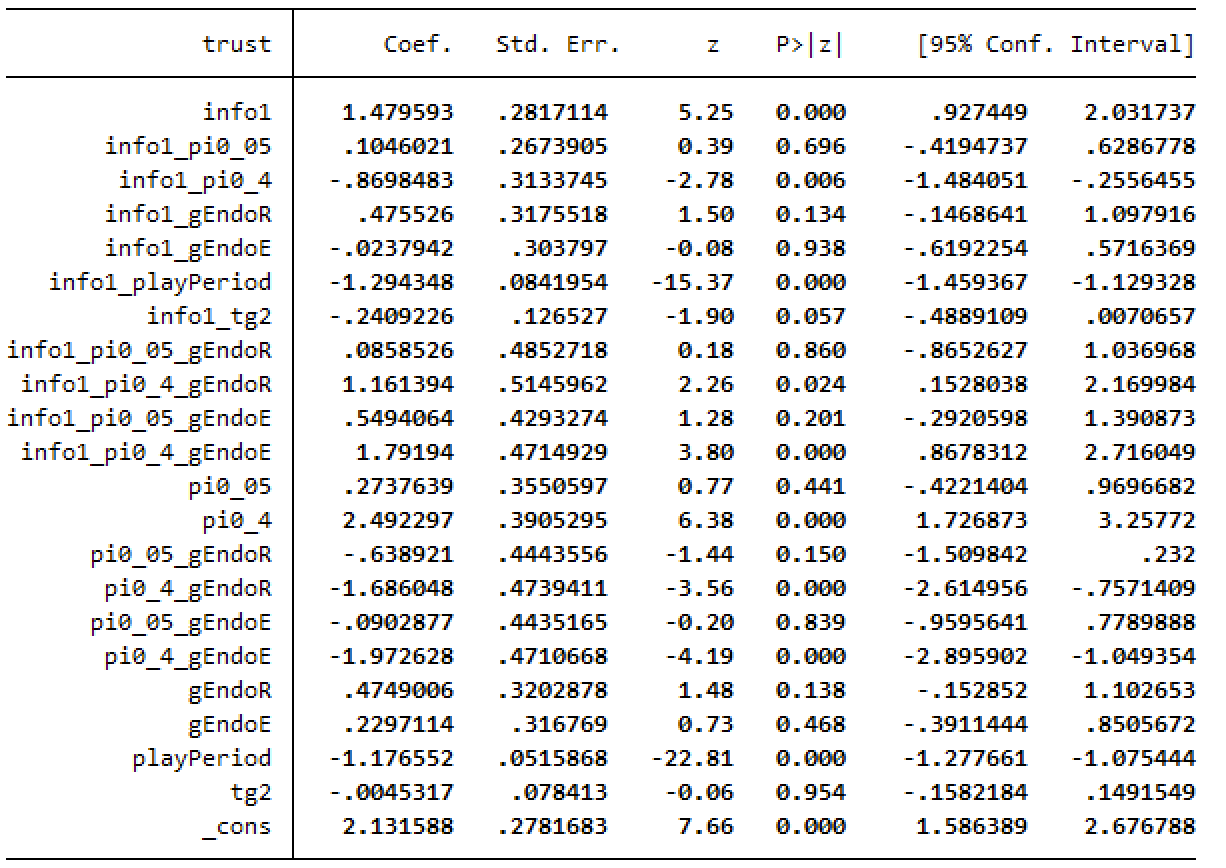 trust Coef. Std. Err. z P>|z| [95% Conf. Interval]
info1 1.479593 .2817114 5.25 0.000 .927449 2.031737
info1_pi0_05 .1046021 .2673905 0.39 0.696 -.4194737 .6286778
info1_pi0_4 -.8698483 .3133745 -2.78 0.006 -1.484051 -.2556455
info1_gEndoR .475526 .3175518 1.50 0.134 -.1468641 1.097916
info1_gEndoE -.0237942 .303797 -0.08 0.938 -.6192254 .5716369
info1_playPeriod -1.294348 .0841954 -15.37 0.000 -1.459367 -1.129328
info1_tg2 -.2409226 .126527 -1.90 0.057 -.4889109 .0070657
info1_pi0_05_gEndoR .0858526 .4852718 0.18 0.860 -.8652627 1.036968
info1_pi0_4_gEndoR 1.161394 .5145962 2.26 0.024 .1528038 2.169984
info1_pi0_05_gEndoE .5494064 .4293274 1.28 0.201 -.2920598 1.390873
info1_pi0_4_gEndoE 1.79194 .4714929 3.80 0.000 .8678312 2.716049
pi0_05 .2737639 .3550597 0.77 0.441 -.4221404 .9696682
pi0_4 2.492297 .3905295 6.38 0.000 1.726873 3.25772
pi0_05_gEndoR -.638921 .4443556 -1.44 0.150 -1.509842 .232
pi0_4_gEndoR -1.686048 .4739411 -3.56 0.000 -2.614956 -.7571409
pi0_05_gEndoE -.0902877 .4435165 -0.20 0.839 -.9595641 .7789888
pi0_4_gEndoE -1.972628 .4710668 -4.19 0.000 -2.895902 -1.049354
gEndoR .4749006 .3202878 1.48 0.138 -.152852 1.102653
gEndoE .2297114 .316769 0.73 0.468 -.3911444 .8505672
playPeriod -1.176552 .0515868 -22.81 0.000 -1.277661 -1.075444
tg2 -.0045317 .078413 -0.06 0.954 -.1582184 .1491549
_cons 2.131588 .2781683 7.66 0.000 1.586389 2.676788